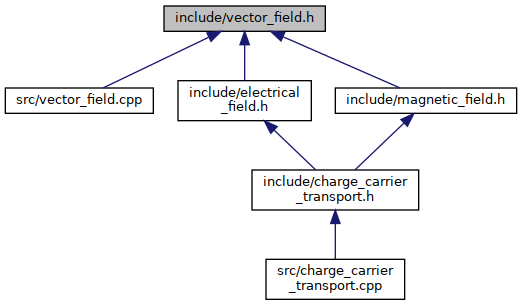 include/vector_field.h
src/vector_field.cpp
include/electrical
_field.h
include/magnetic_field.h
include/charge_carrier
_transport.h
src/charge_carrier
_transport.cpp